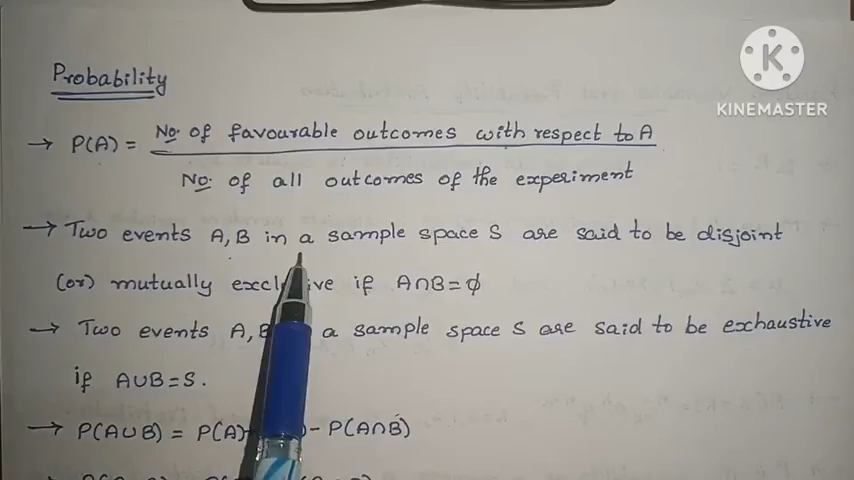 Probability
KINEMASTER
→ P(A) = No. of favourable outcomes with respect to A
No. of all outcomes of the experiment
→ Two events A, B in a sample space S are said to be disjoint
(or) mutually exclusive if A∩B = φ
→ Two events A, B a sample space S are said to be exhaustive
if A∪B = S.
→ P(A∪B) = P(A) - P(A∩B)